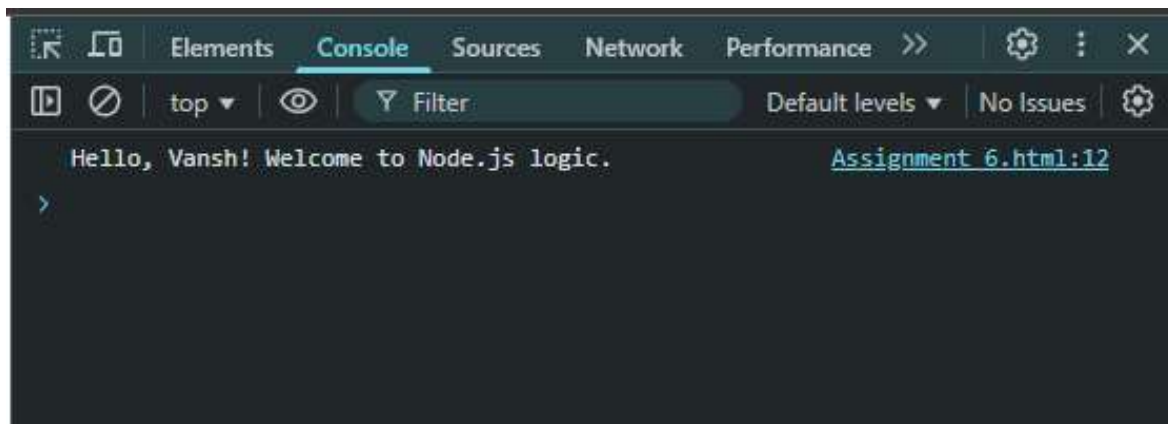 Elements Console Sources Network Performance >>
top ▼ Filter Default levels ▼ No Issues
Hello, Vansh! Welcome to Node.js logic. Assignment 6.html:12
>